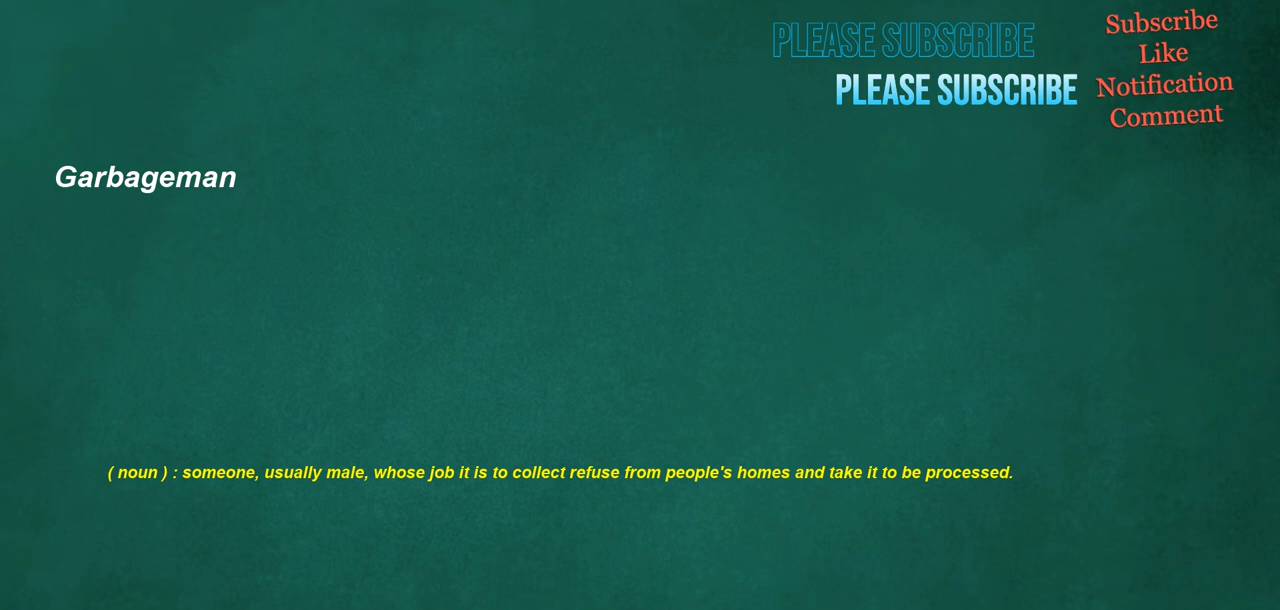 PLEASE SUBSCRIBE
PLEASE SUBSCRIBE
Subscribe
Like
Notification
Comment
Garbageman
( noun ) : someone, usually male, whose job it is to collect refuse from people's homes and take it to be processed.